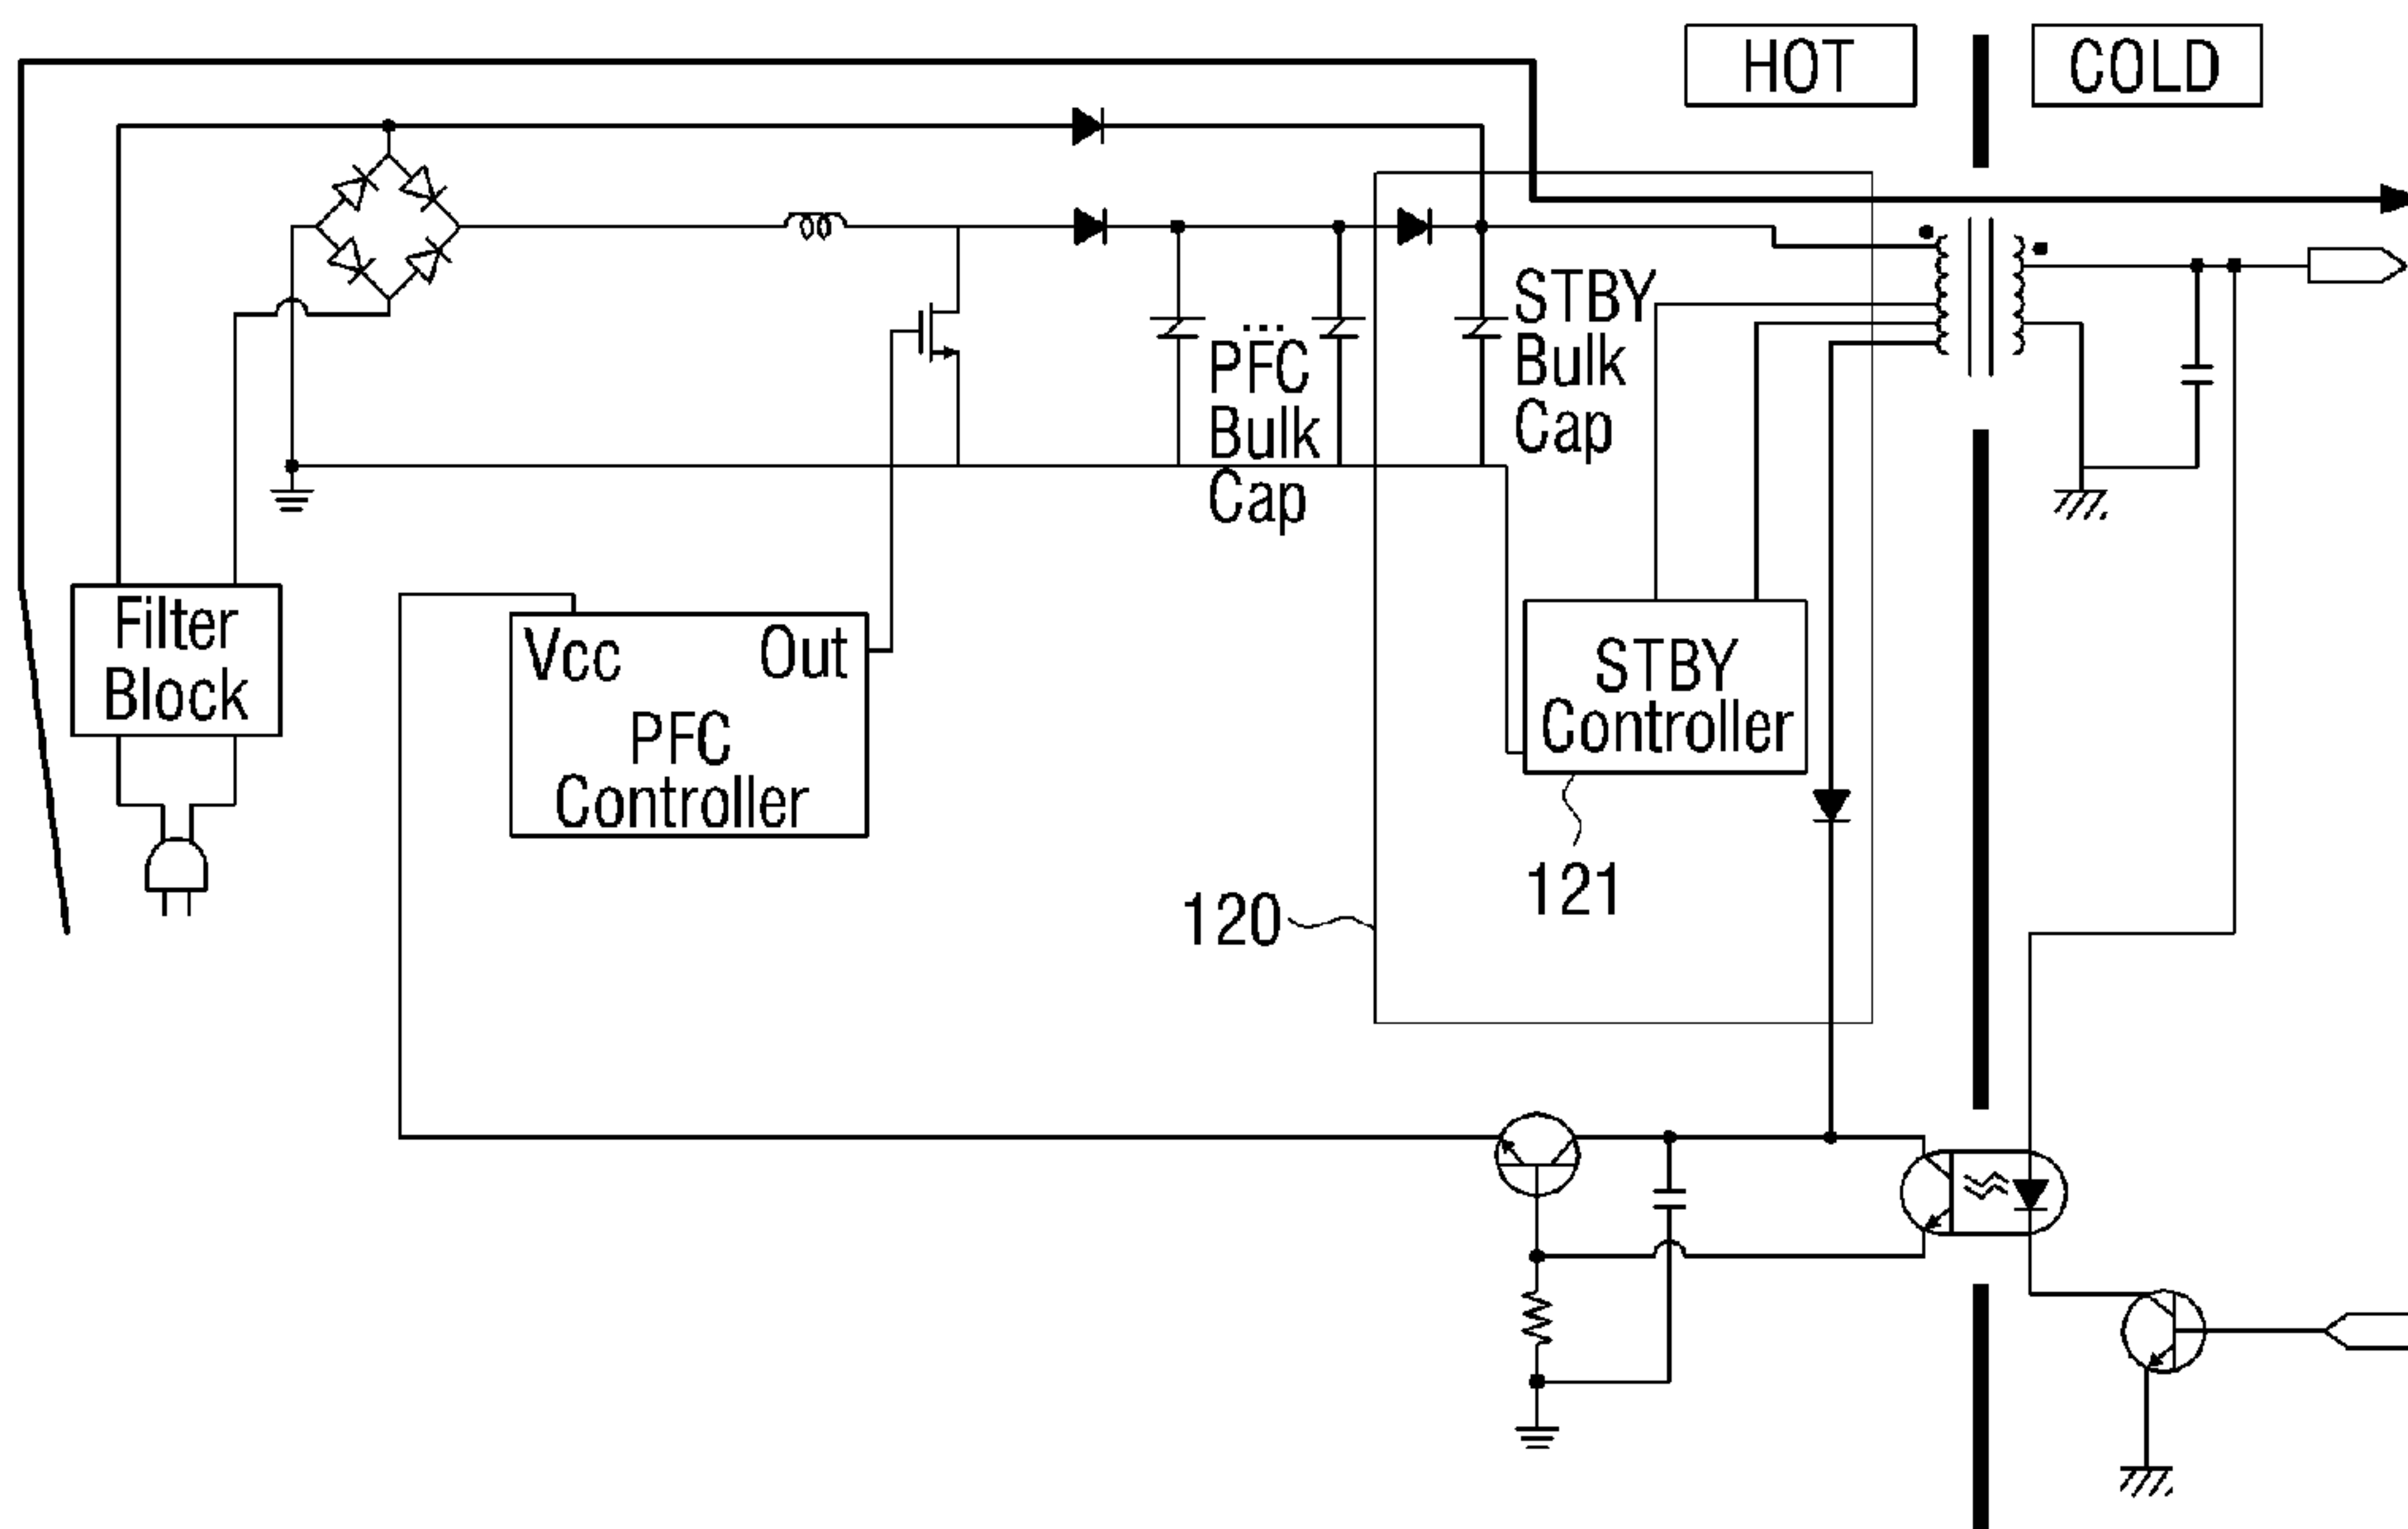 HOT
COLD
STBY
Bulk
Cap
...
PFC
Bulk
Cap
Filter
Block
Vcc Out
PFC
Controller
STBY
Controller
121
120